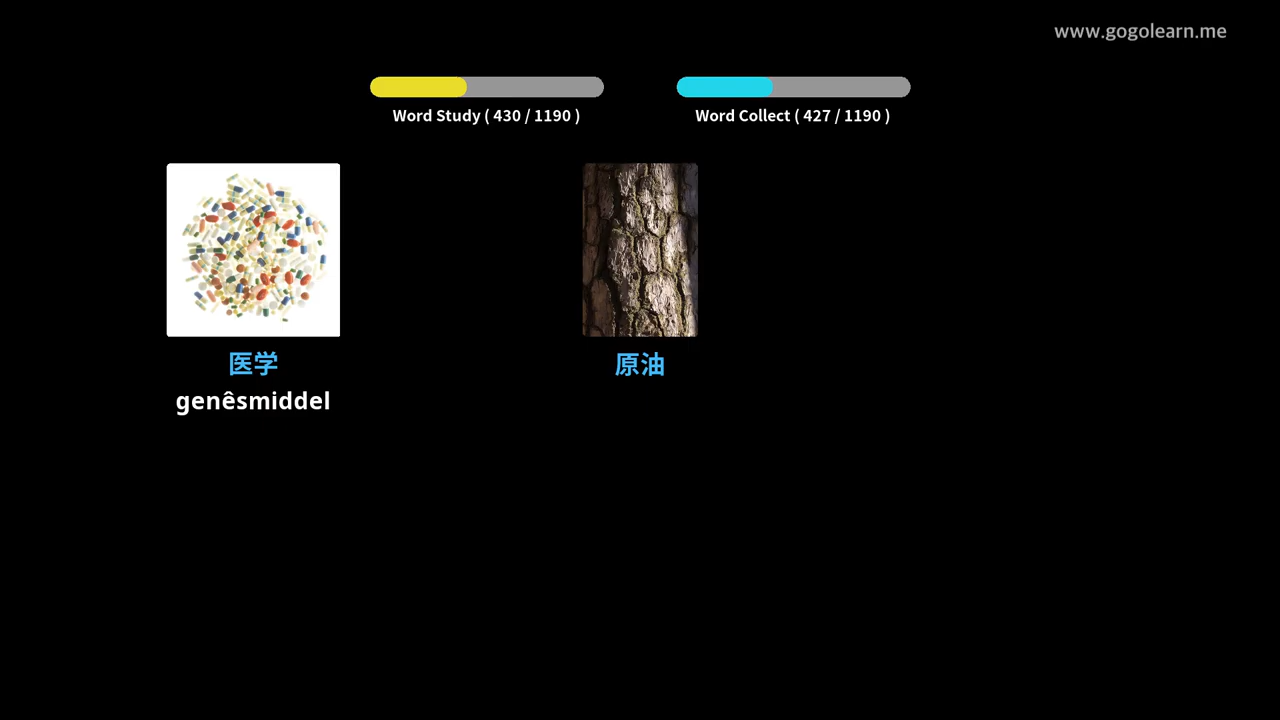 www.gogolearn.me
Word Study ( 430 / 1190 )
Word Collect ( 427 / 1190 )
医学
genêsmiddel
原油